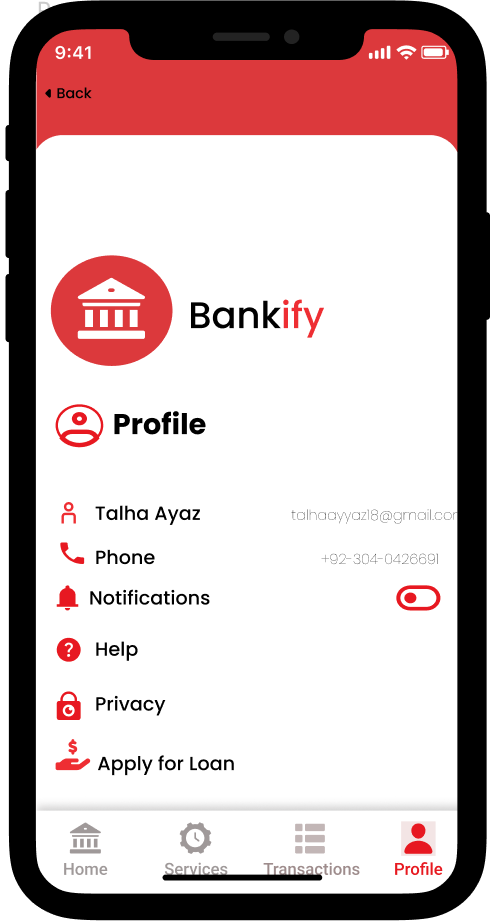 9:41
Back
Bankify
Profile
Talha Ayaz talhaayyaz18@gmail.com
Phone +92-304-0426691
Notifications
Help
Privacy
Apply for Loan
Home Services Transactions Profile